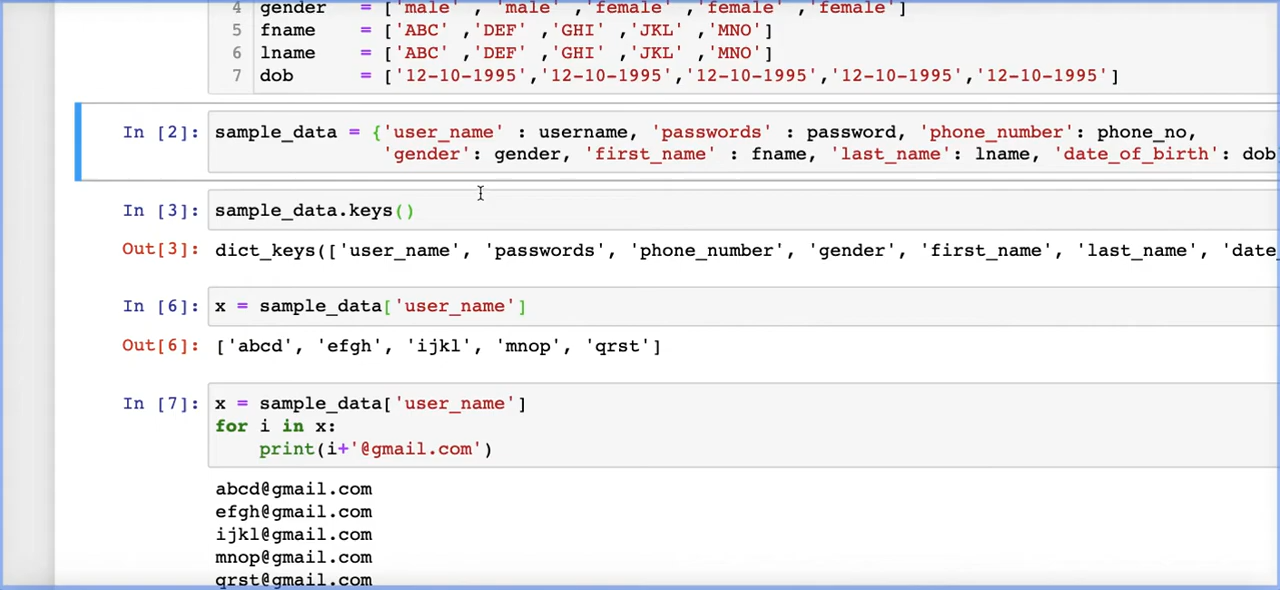 4 gender = ['male' , 'male' ,'female' ,'female' ,'female']
5 fname = ['ABC' ,'DEF' ,'GHI' ,'JKL' ,'MNO']
6 lname = ['ABC' ,'DEF' ,'GHI' ,'JKL' ,'MNO']
7 dob = ['12-10-1995','12-10-1995','12-10-1995','12-10-1995','12-10-1995']
In [2]: sample_data = {'user_name' : username, 'passwords' : password, 'phone_number': phone_no,
'gender': gender, 'first_name' : fname, 'last_name': lname, 'date_of_birth': dob
In [3]: sample_data.keys()
Out[3]: dict_keys(['user_name', 'passwords', 'phone_number', 'gender', 'first_name', 'last_name', 'date_
In [6]: x = sample_data['user_name']
Out[6]: ['abcd', 'efgh', 'ijkl', 'mnop', 'qrst']
In [7]: x = sample_data['user_name']
for i in x:
print(i+'@gmail.com')
abcd@gmail.com
efgh@gmail.com
ijkl@gmail.com
mnop@gmail.com
qrst@gmail.com